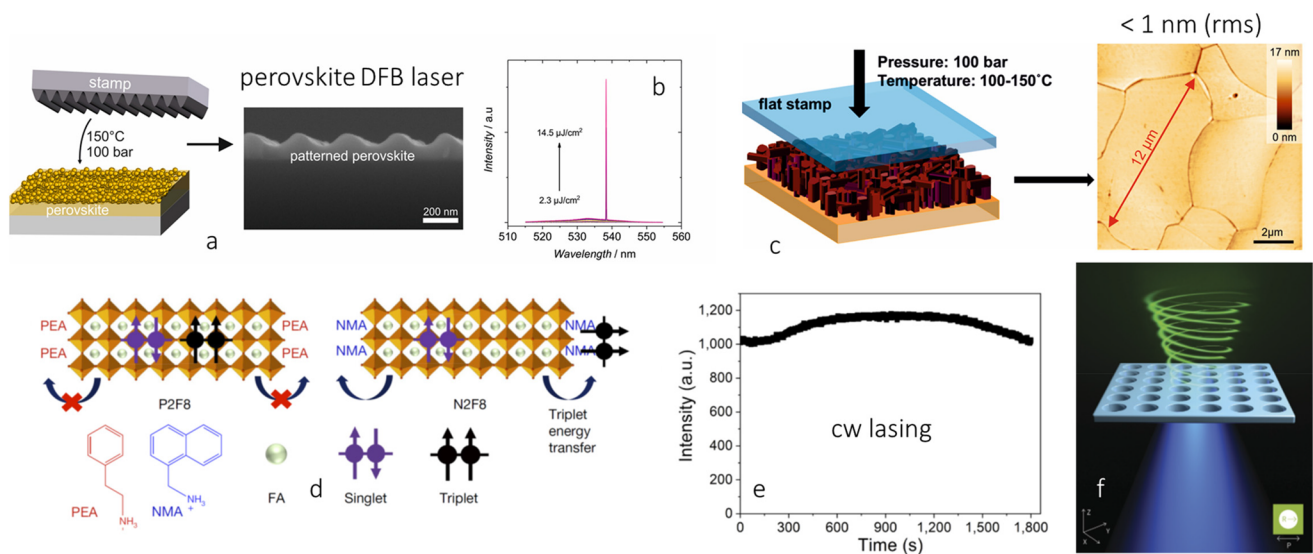 stamp
150°C
100 bar
perovskite
a
perovskite DFB laser
patterned perovskite
200 nm
b
Intensity / a.u
14.5 µJ/cm²
2.3 µJ/cm²
510 520 530 540 550 560
Wavelength / nm
Pressure: 100 bar
Temperature: 100-150°C
flat stamp
c
< 1 nm (rms)
17 nm
0 nm
12 µm
2µm
PEA PEA
PEA PEA
P2F8
NMA NMA
NMA NMA
N2F8
Triplet
energy
transfer
PEA
NH₃
+
NMA
NH₃
+
FA
d
Singlet
Triplet
1,200
1,000
800
600
400
200
0
Intensity (a.u.)
cw lasing
e
0 300 600 900 1,200 1,500 1,800
Time (s)
f
Z
Y
X
R
P